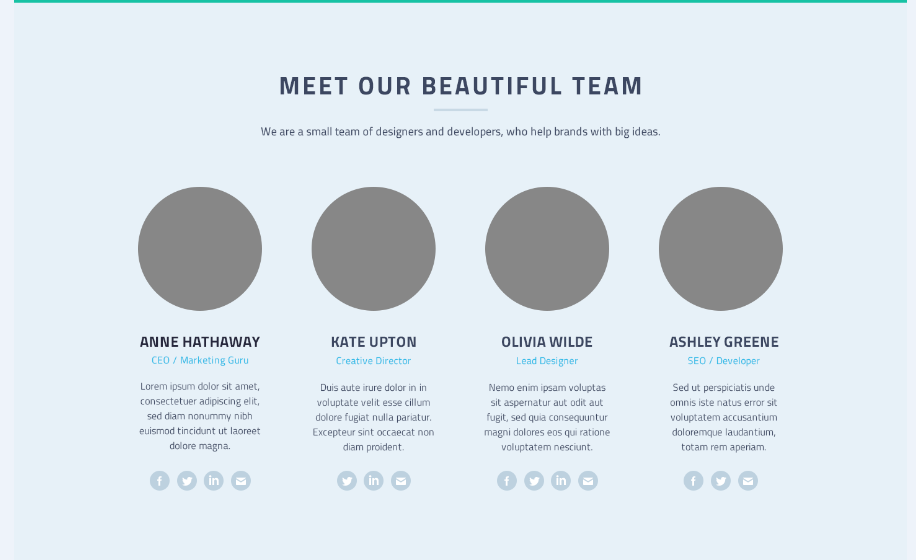 MEET OUR BEAUTIFUL TEAM
We are a small team of designers and developers, who help brands with big ideas.
ANNE HATHAWAY
CEO / Marketing Guru
Lorem ipsum dolor sit amet,
consectetuer adipiscing elit,
sed diam nonummy nibh
euismod tincidunt ut laoreet
dolore magna.
KATE UPTON
Creative Director
Duis aute irure dolor in in
voluptate velit esse cillum
dolore fugiat nulla pariatur.
Excepteur sint occaecat non
diam proident.
OLIVIA WILDE
Lead Designer
Nemo enim ipsam voluptas
sit aspernatur aut odit aut
fugit, sed quia consequuntur
magni dolores eos qui ratione
voluptatem nesciunt.
ASHLEY GREENE
SEO / Developer
Sed ut perspiciatis unde
omnis iste natus error sit
voluptatem accusantium
doloremque laudantium,
totam rem aperiam.